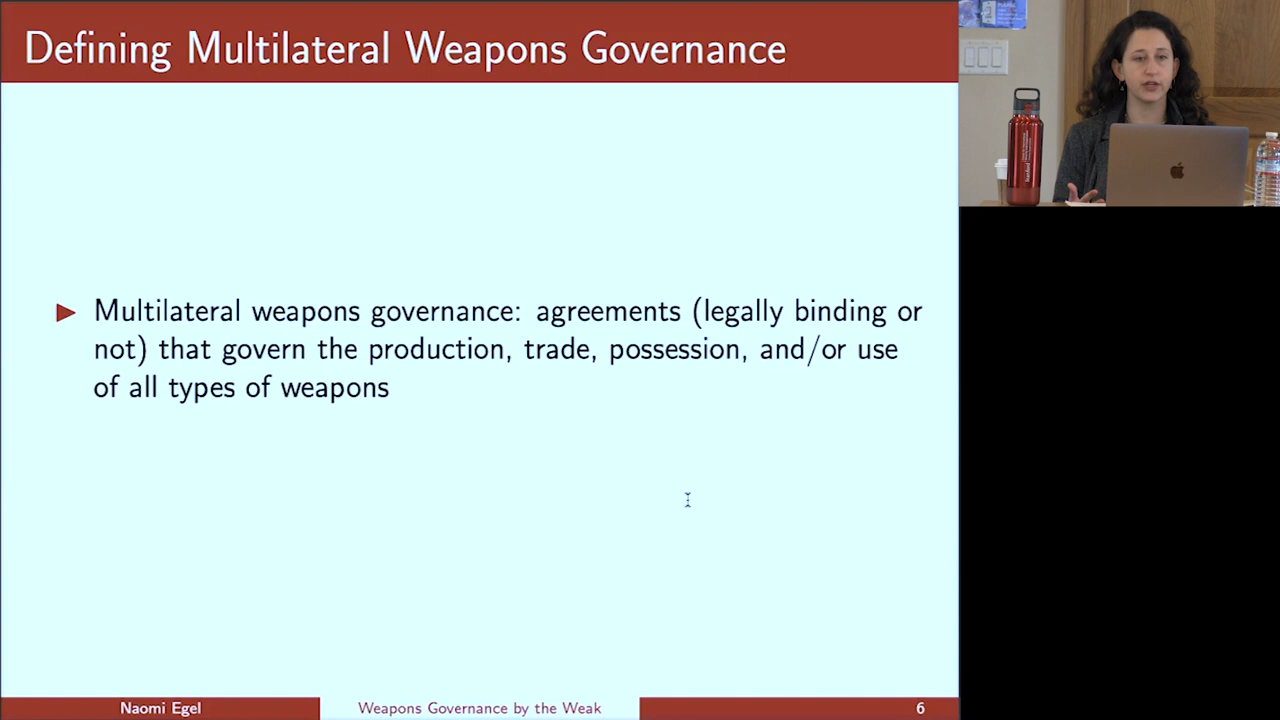 Defining Multilateral Weapons Governance
Multilateral weapons governance: agreements (legally binding or
not) that govern the production, trade, possession, and/or use
of all types of weapons
Naomi Egel
Weapons Governance by the Weak
6